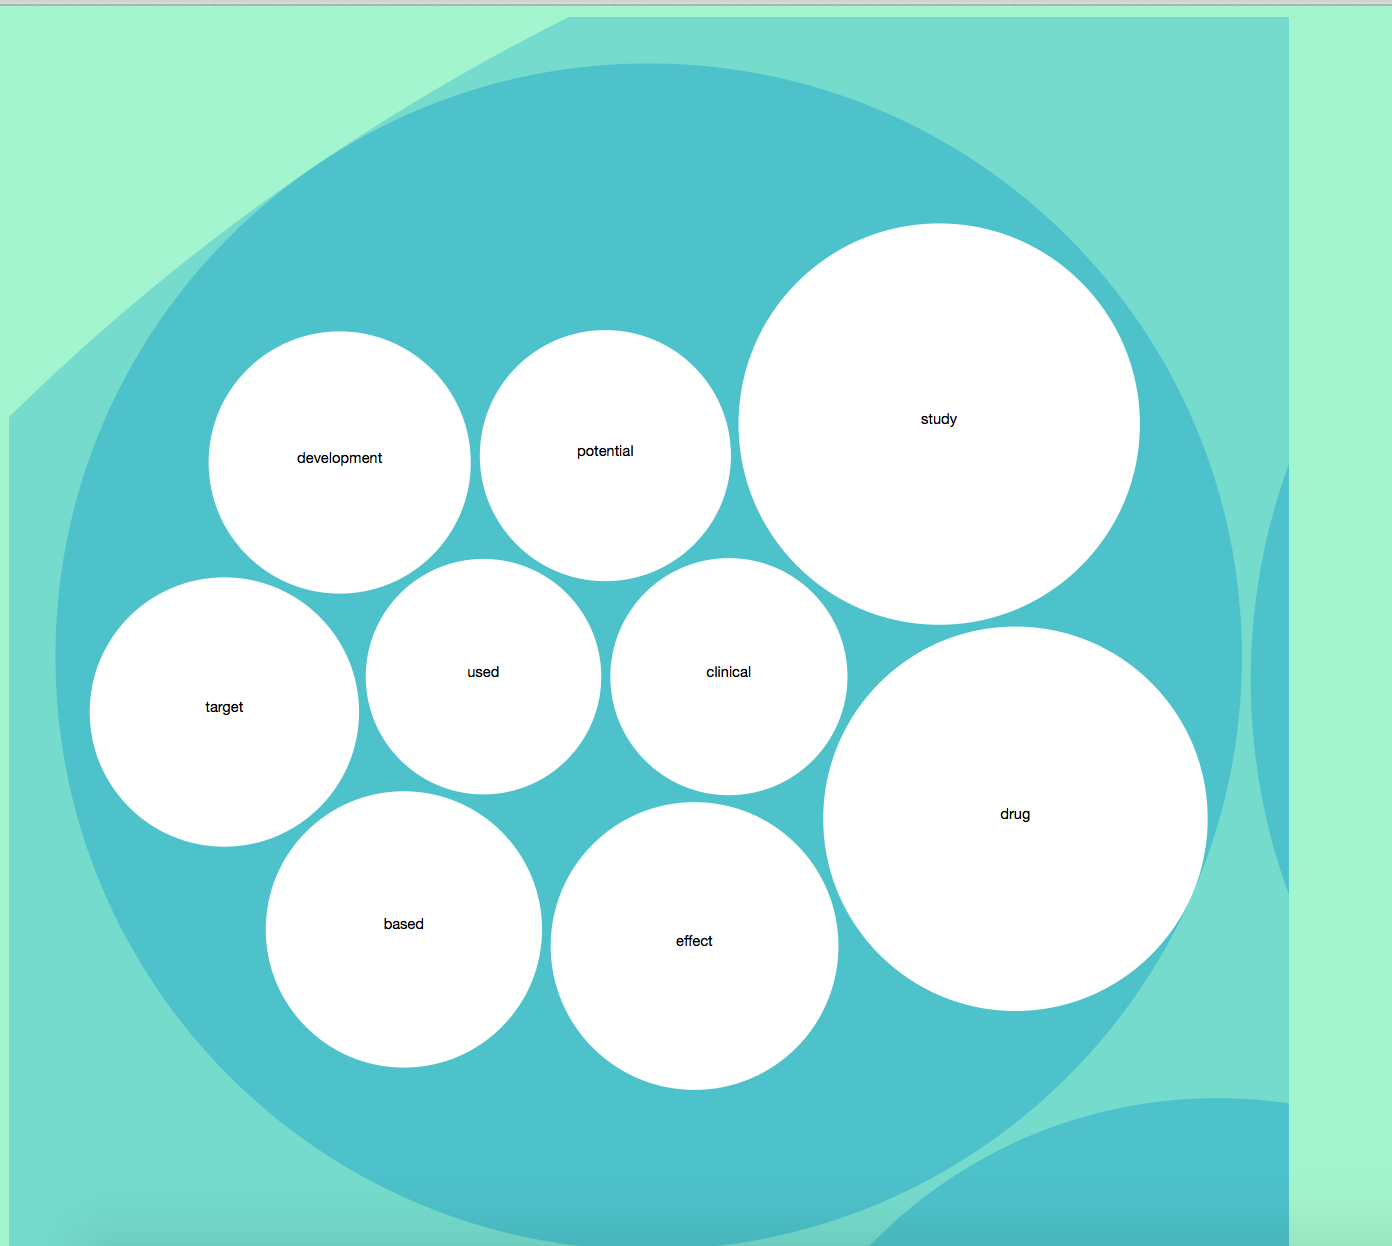 study
potential
development
used
clinical
target
drug
based
effect